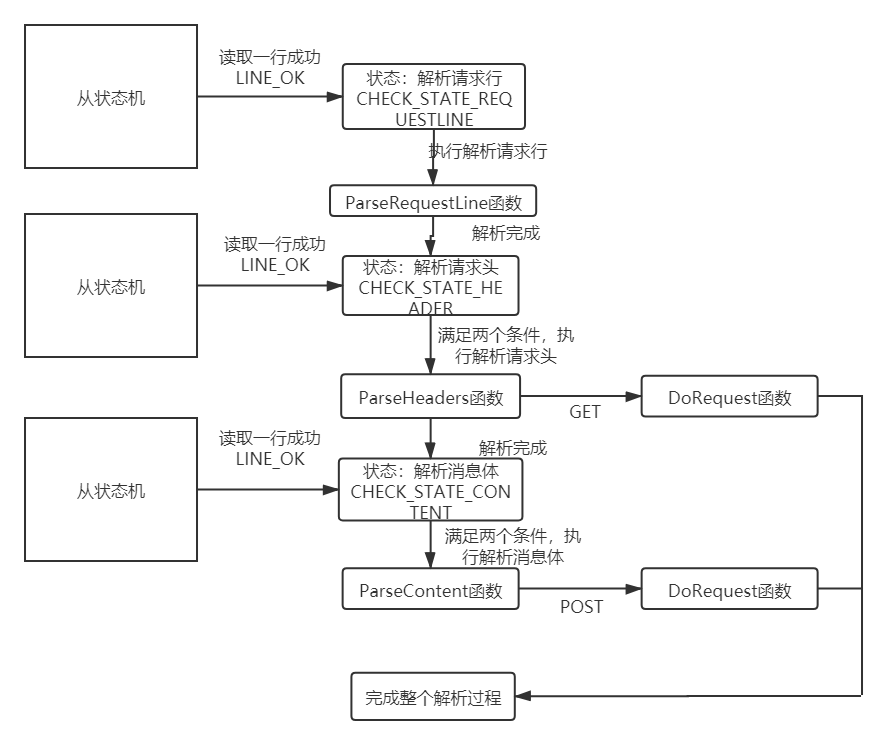 从状态机
读取一行成功
LINE_OK
状态：解析请求行
CHECK_STATE_REQ
UESTLINE
执行解析请求行
ParseRequestLine函数
解析完成
从状态机
读取一行成功
LINE_OK
状态：解析请求头
CHECK_STATE_HE
ADER
满足两个条件，执
行解析请求头
ParseHeaders函数
GET
DoRequest函数
解析完成
从状态机
读取一行成功
LINE_OK
状态：解析消息体
CHECK_STATE_CON
TENT
满足两个条件，执
行解析消息体
ParseContent函数
POST
DoRequest函数
完成整个解析过程